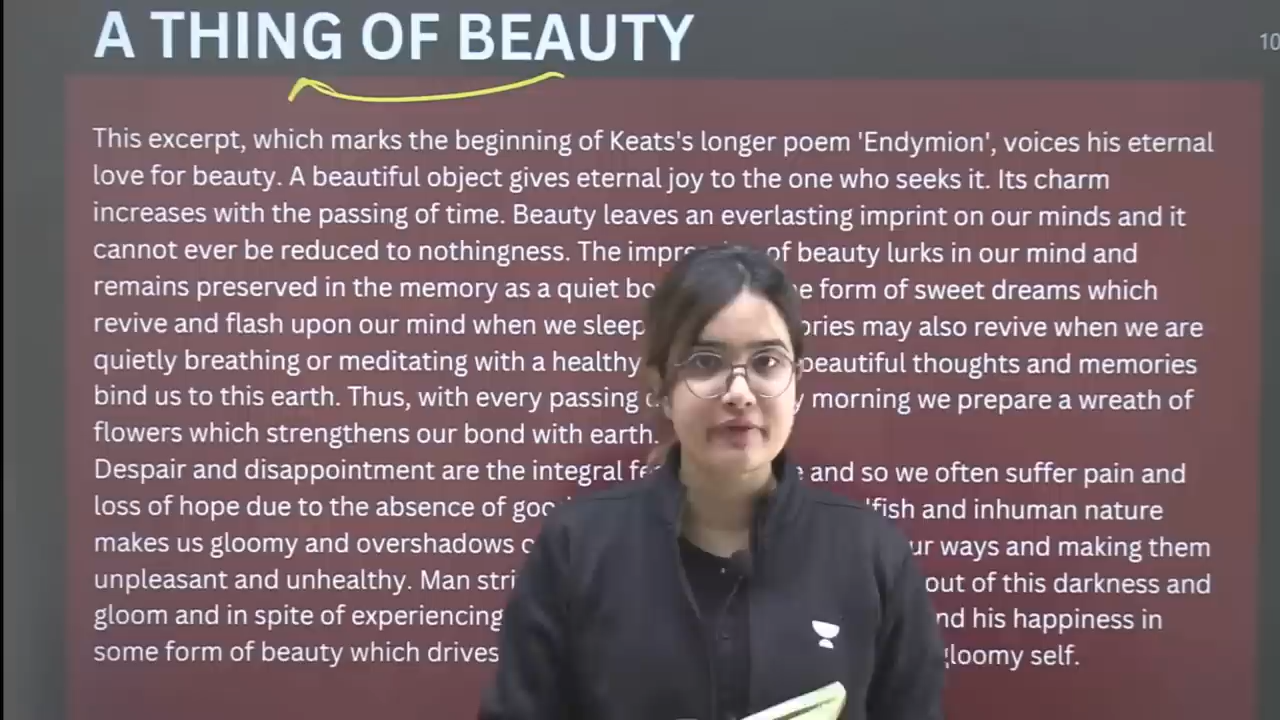 A THING OF BEAUTY
10
This excerpt, which marks the beginning of Keats's longer poem 'Endymion', voices his eternal
love for beauty. A beautiful object gives eternal joy to the one who seeks it. Its charm
increases with the passing of time. Beauty leaves an everlasting imprint on our minds and it
cannot ever be reduced to nothingness. The of beauty lurks in our mind and
remains preserved in the memory as a quiet form of sweet dreams which
revive and flash upon our mind when we sleep may also revive when we are
quietly breathing or meditating with a healthy beautiful thoughts and memories
bind us to this earth. Thus, with every passing morning we prepare a wreath of
flowers which strengthens our bond with earth.
Despair and disappointment are the integral and so we often suffer pain and
loss of hope due to the absence of and inhuman nature
makes us gloomy and overshadows ways and making them
unpleasant and unhealthy. Man out of this darkness and
gloom and in spite of experiencing his happiness in
some form of beauty which drives gloomy self.